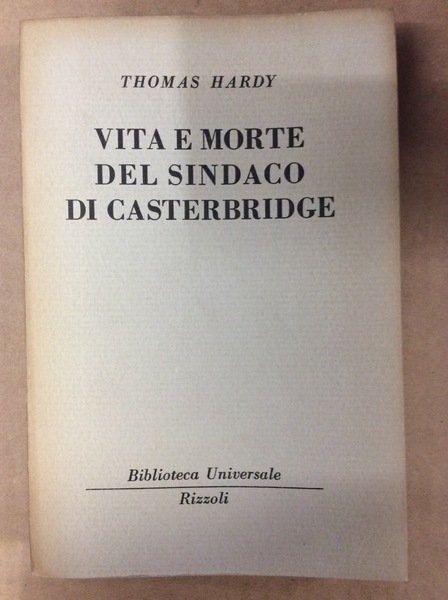 THOMAS HARDY
VITA E MORTE
DEL SINDACO
DI CASTERBRIDGE
Biblioteca Universale
Rizzoli